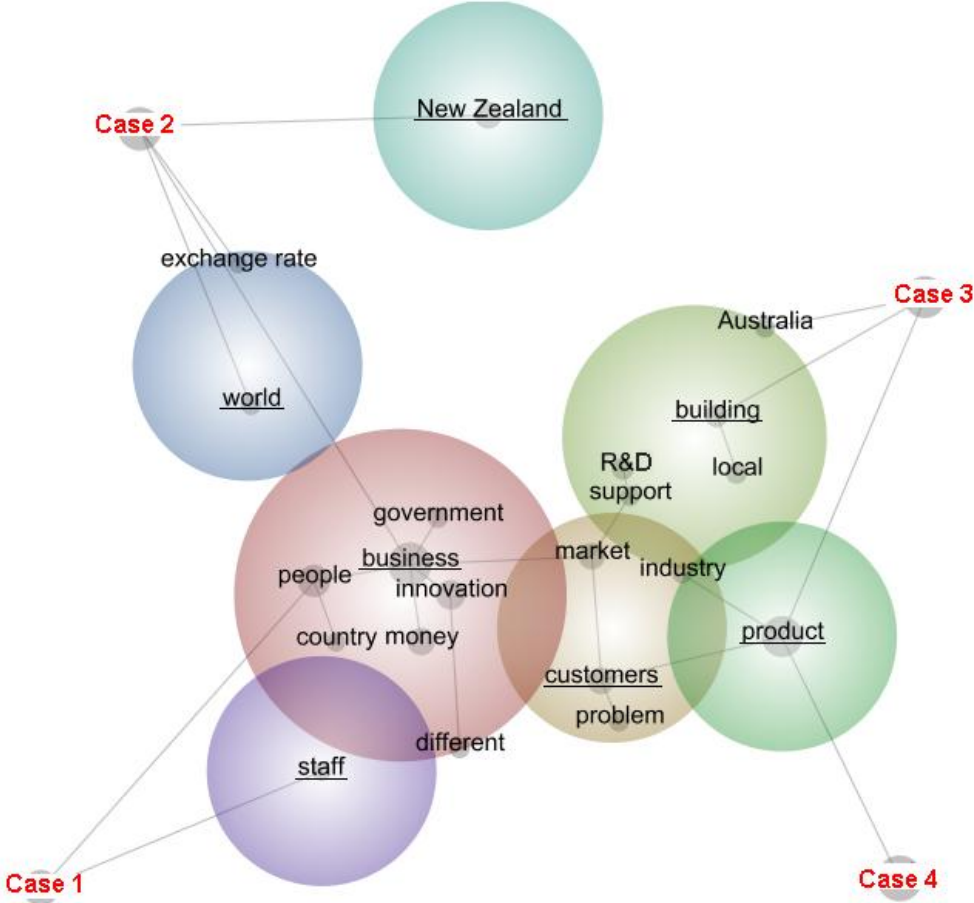 New Zealand
Case 2
exchange rate
Case 3
Australia
world
building
R&D
local
support
government
market
business
industry
people
innovation
product
country
money
customers
problem
different
staff
Case 1
Case 4